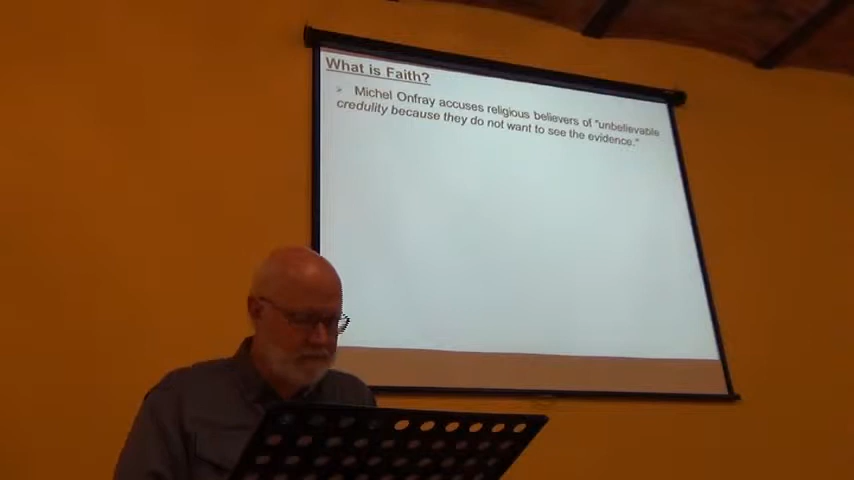 What is Faith?
➢ Michel Onfray accuses religious believers of "unbelievable
credulity because they do not want to see the evidence."